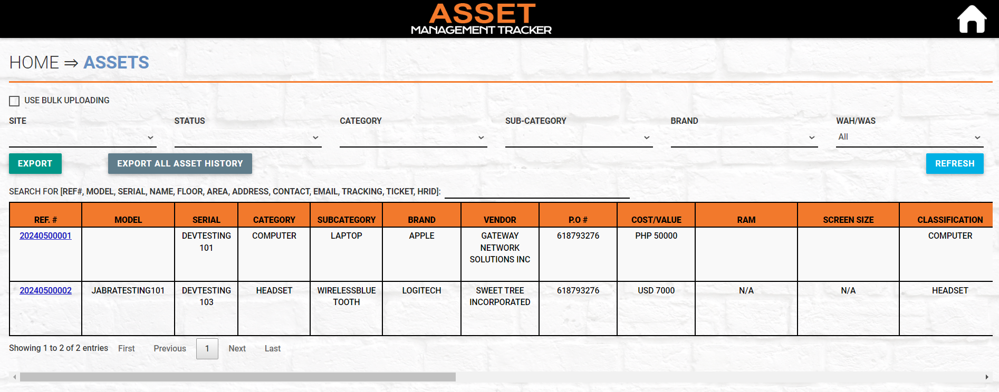 ASSET
MANAGEMENT TRACKER
HOME ⇒ ASSETS
USE BULK UPLOADING
SITE STATUS CATEGORY SUB-CATEGORY BRAND WAH/WAS
All
EXPORT EXPORT ALL ASSET HISTORY REFRESH
SEARCH FOR [REF#, MODEL, SERIAL, NAME, FLOOR, AREA, ADDRESS, CONTACT, EMAIL, TRACKING, TICKET, HRID]:
REF. # MODEL SERIAL CATEGORY SUBCATEGORY BRAND VENDOR P.O # COST/VALUE RAM SCREEN SIZE CLASSIFICATION
20240500001 DEVTESTING COMPUTER LAPTOP APPLE GATEWAY 618793276 PHP 50000 COMPUTER
101 NETWORK
SOLUTIONS INC
20240500002 JABRATESTING101 DEVTESTING HEADSET WIRELESSBLUE LOGITECH SWEET TREE 618793276 USD 7000 N/A N/A HEADSET
103 TOOTH INCORPORATED
Showing 1 to 2 of 2 entries First Previous 1 Next Last